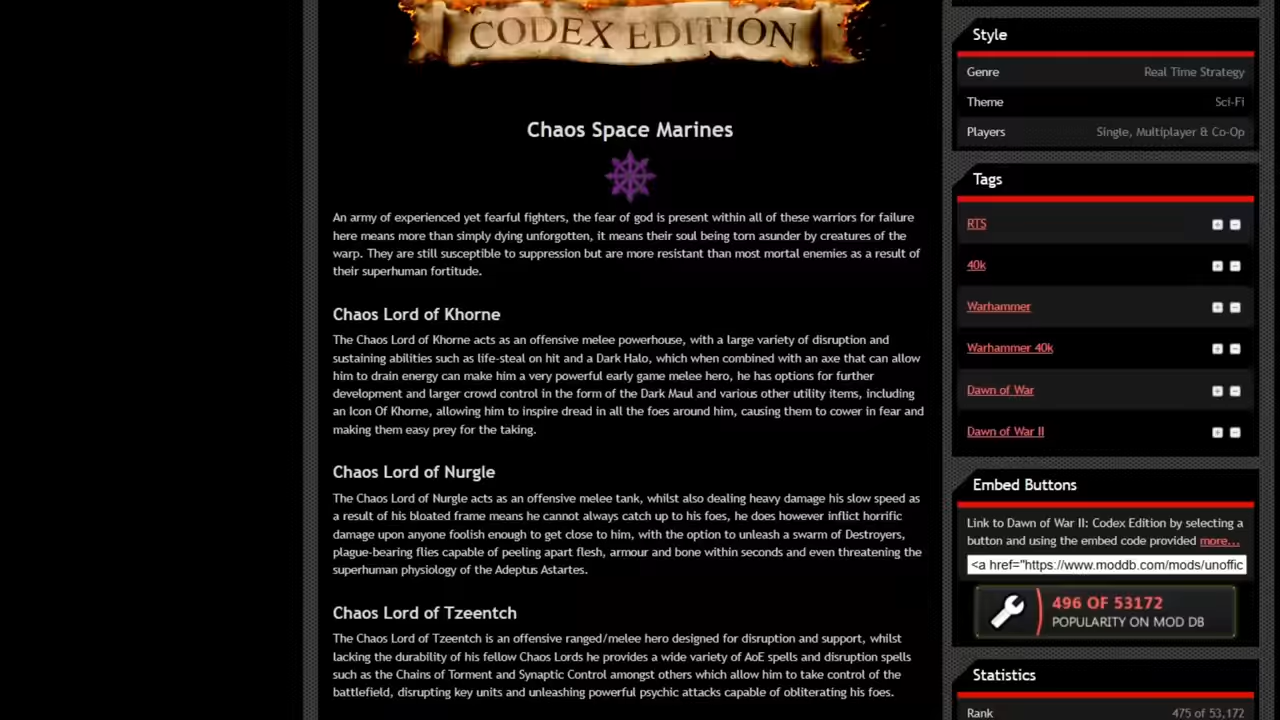 CODEX EDITION
Chaos Space Marines
An army of experienced yet fearful fighters, the fear of god is present within all of these warriors for failure
here means more than simply dying unforgotten, it means their soul being torn asunder by creatures of the
warp. They are still susceptible to suppression but are more resistant than most mortal enemies as a result of
their superhuman fortitude.
Chaos Lord of Khorne
The Chaos Lord of Khorne acts as an offensive melee powerhouse, with a large variety of disruption and
sustaining abilities such as life-steal on hit and a Dark Halo, which when combined with an axe that can allow
him to drain energy can make him a very powerful early game melee hero, he has options for further
development and larger crowd control in the form of the Dark Maul and various other utility items, including
an Icon Of Khorne, allowing him to inspire dread in all the foes around him, causing them to cower in fear and
making them easy prey for the taking.
Chaos Lord of Nurgle
The Chaos Lord of Nurgle acts as an offensive melee tank, whilst also dealing heavy damage his slow speed as
a result of his bloated frame means he cannot always catch up to his foes, he does however inflict horrific
damage upon anyone foolish enough to get close to him, with the option to unleash a swarm of Destroyers,
plague-bearing flies capable of peeling apart flesh, armour and bone within seconds and even threatening the
superhuman physiology of the Adeptus Astartes.
Chaos Lord of Tzeentch
The Chaos Lord of Tzeentch is an offensive ranged/melee hero designed for disruption and support, whilst
lacking the durability of his fellow Chaos Lords he provides a wide variety of AoE spells and disruption spells
such as the Chains of Torment and Synaptic Control amongst others which allow him to take control of the
battlefield, disrupting key units and unleashing powerful psychic attacks capable of obliterating his foes.
Style
Genre Real Time Strategy
Theme Sci-Fi
Players Single, Multiplayer & Co-Op
Tags
RTS
40k
Warhammer
Warhammer 40k
Dawn of War
Dawn of War II
Embed Buttons
Link to Dawn of War II: Codex Edition by selecting a
button and using the embed code provided more...
<a href="https://www.moddb.com/mods/unoffic
496 OF 53172
POPULARITY ON MOD DB
Statistics
Rank 475 of 53,172